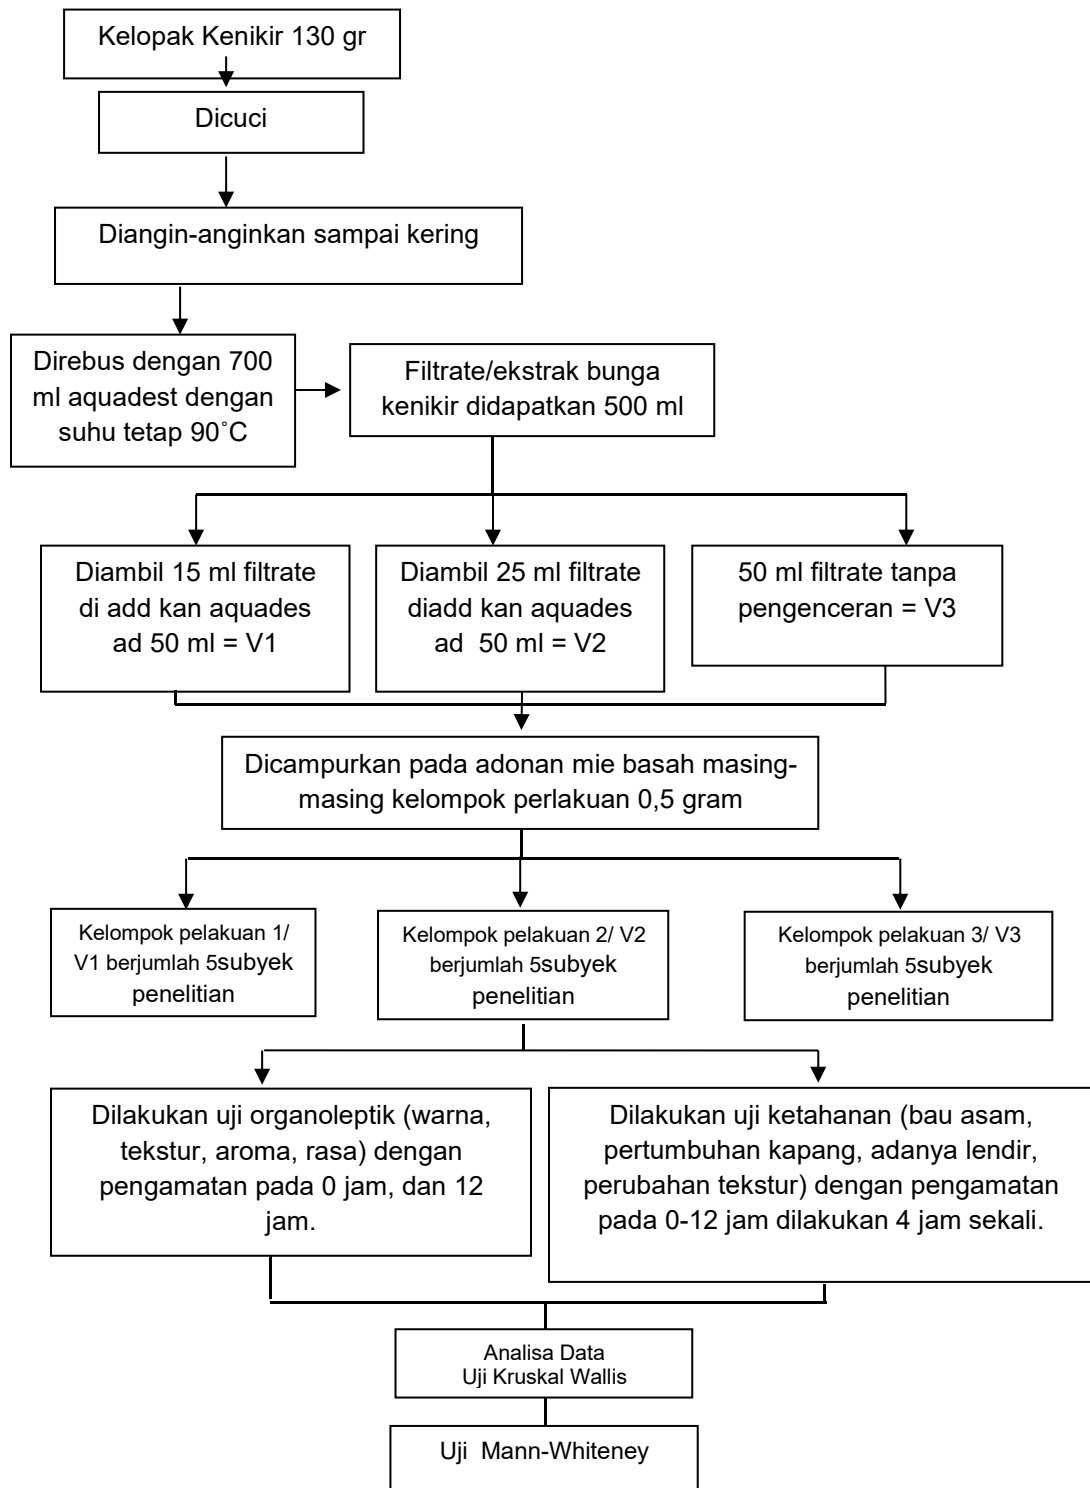 Kelopak Kenikir 130 gr
Dicuci
Diangin-anginkan sampai kering
Direbus dengan 700
ml aquadest dengan
suhu tetap 90˚C
Filtrate/ekstrak bunga
kenikir didapatkan 500 ml
Diambil 15 ml filtrate
di add kan aquades
ad 50 ml = V1
Diambil 25 ml filtrate
diadd kan aquades
ad 50 ml = V2
50 ml filtrate tanpa
pengenceran = V3
Dicampurkan pada adonan mie basah masing-
masing kelompok perlakuan 0,5 gram
Kelompok pelakuan 1/
V1 berjumlah 5subyek
penelitian
Kelompok pelakuan 2/ V2
berjumlah 5subyek
penelitian
Kelompok pelakuan 3/ V3
berjumlah 5subyek
penelitian
Dilakukan uji organoleptik (warna,
tekstur, aroma, rasa) dengan
pengamatan pada 0 jam, dan 12
jam.
Dilakukan uji ketahanan (bau asam,
pertumbuhan kapang, adanya lendir,
perubahan tekstur) dengan pengamatan
pada 0-12 jam dilakukan 4 jam sekali.
Analisa Data
Uji Kruskal Wallis
Uji Mann-Whiteney